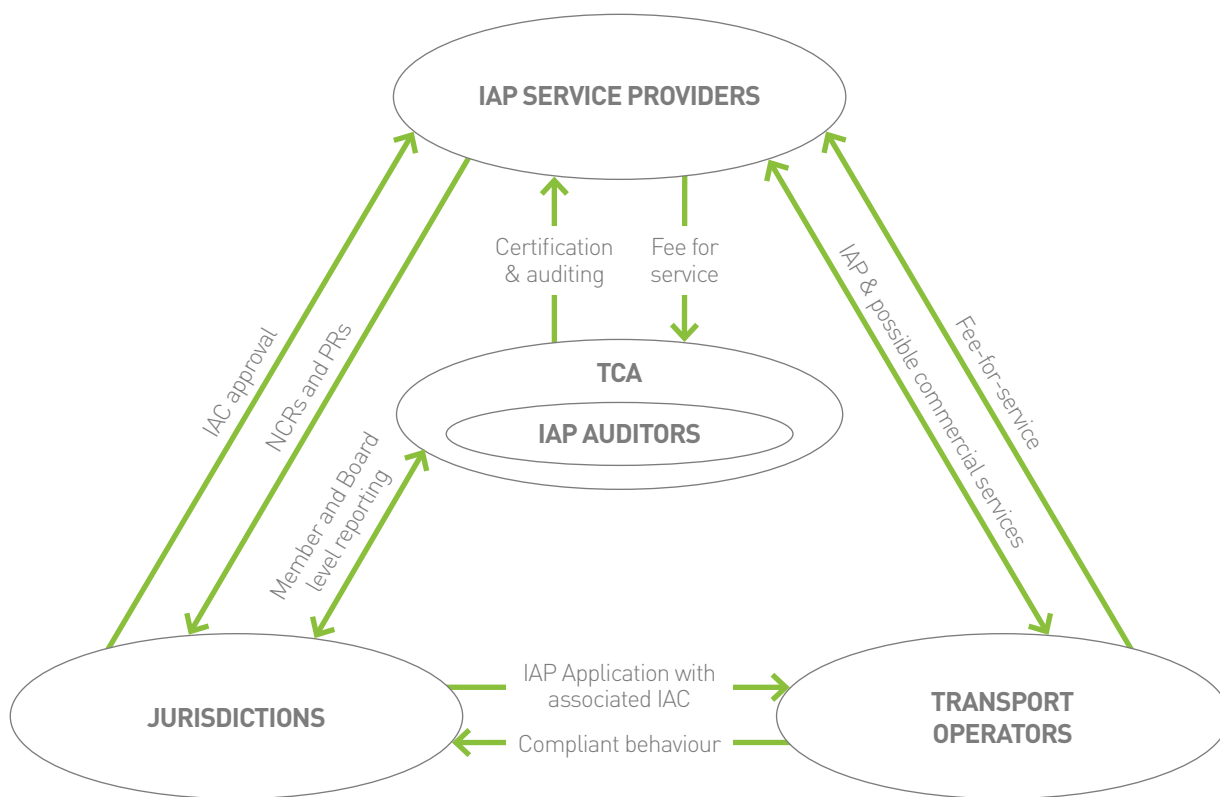 IAP SERVICE PROVIDERS
Certification
& auditing
Fee for
service
IAC approval
NCRs and PRs
Member and Board
level reporting
TCA
IAP AUDITORS
IAP & possible commercial services
Fee-for-service
JURISDICTIONS
IAP Application with
associated IAC
Compliant behaviour
TRANSPORT
OPERATORS